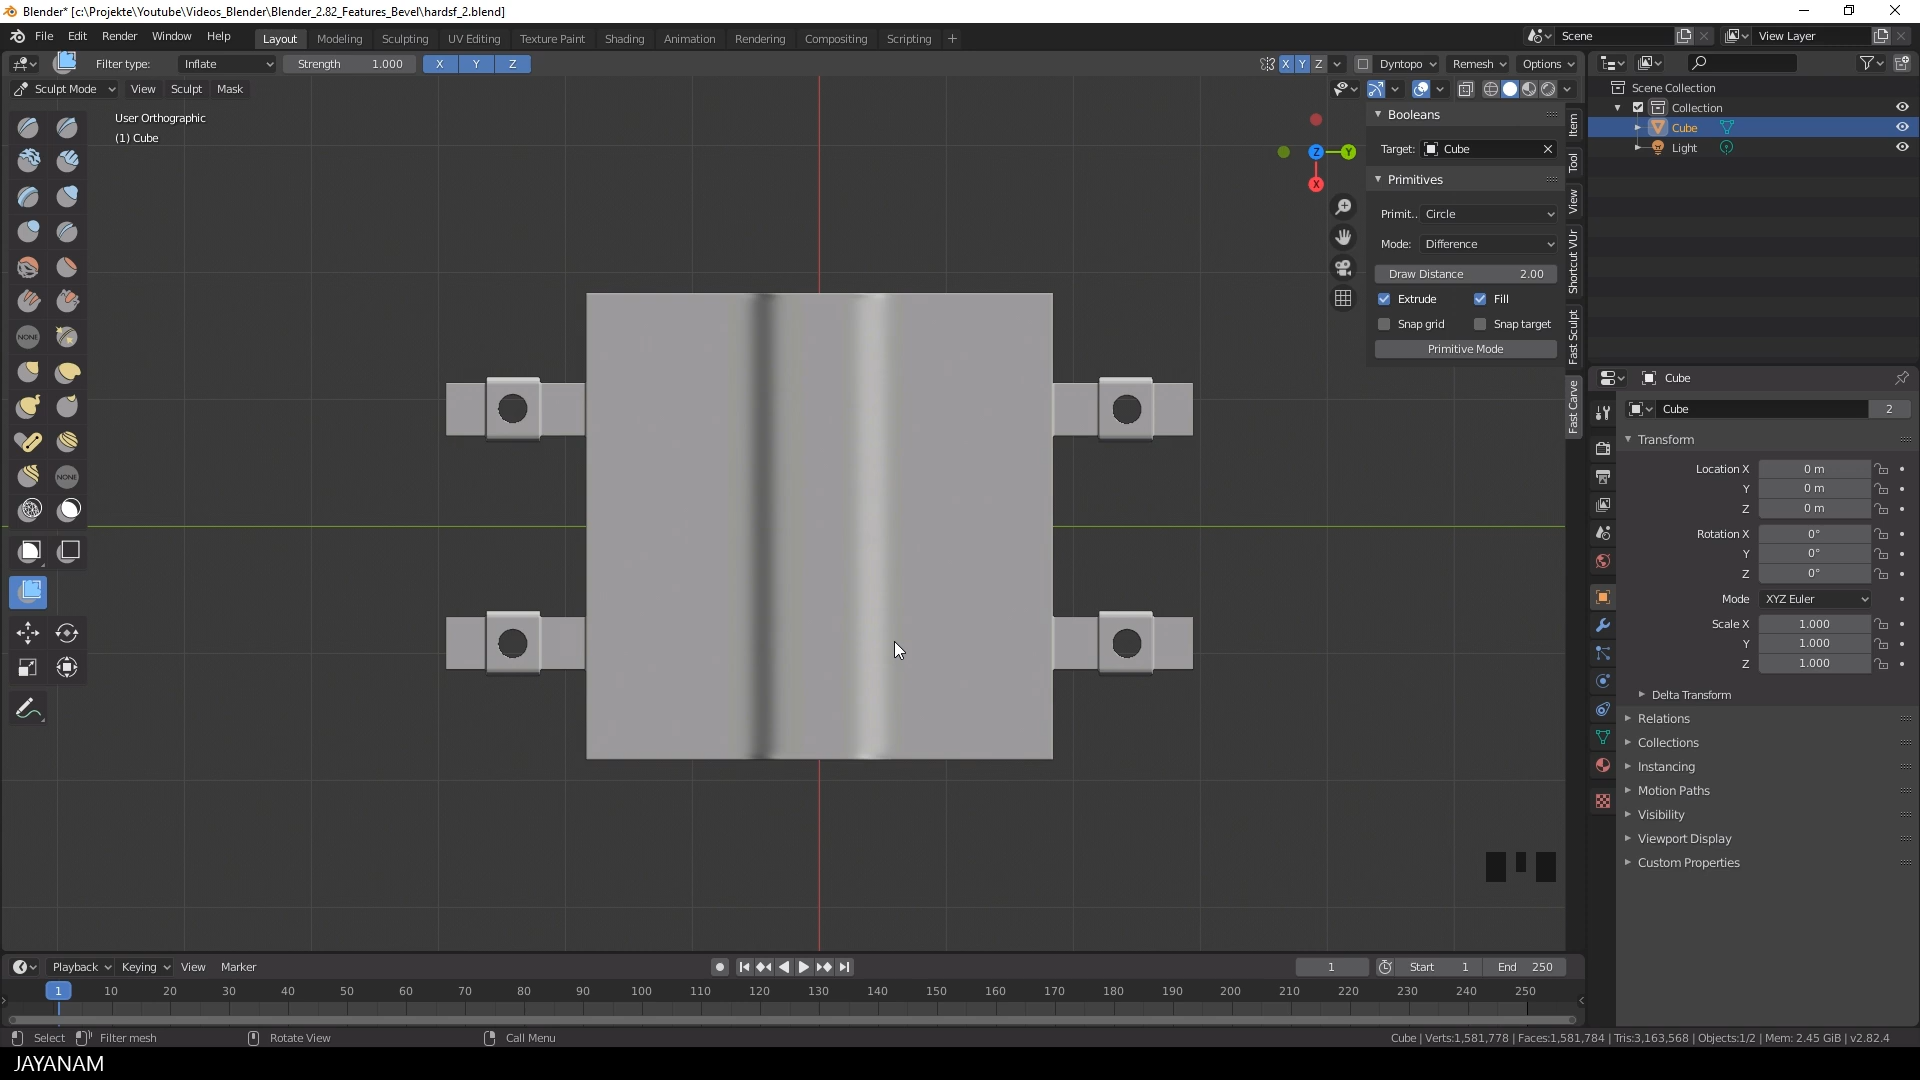 Blender* [c:\Projekte\Youtube\Videos_Blender\Blender_2.82_Features_Bevel\hardsf_2.blend]
File Edit Render Window Help Layout Modeling Sculpting UV Editing Texture Paint Shading Animation Rendering Compositing Scripting + Scene View Layer
Filter type: Inflate Strength 1.000 X Y Z X Y Z Dyntopo Remesh Options
Sculpt Mode View Sculpt Mask
User Orthographic
(1) Cube
NONE
NONE
Z Y
X
Booleans
Target: Cube
Primitives
Primit.. Circle
Mode: Difference
Draw Distance 2.00
Extrude Fill
Snap grid Snap target
Primitive Mode
Item
Tool
View
Shortcut VUr
Fast Sculpt
Fast Carve
Scene Collection
Collection
Cube
Light
Cube
Cube 2
Transform
Location X 0 m
Y 0 m
Z 0 m
Rotation X 0°
Y 0°
Z 0°
Mode XYZ Euler
Scale X 1.000
Y 1.000
Z 1.000
Delta Transform
Relations
Collections
Instancing
Motion Paths
Visibility
Viewport Display
Custom Properties
Playback Keying View Marker 1 Start 1 End 250
1 10 20 30 40 50 60 70 80 90 100 110 120 130 140 150 160 170 180 190 200 210 220 230 240 250
Select Filter mesh Rotate View Call Menu Cube | Verts:1,581,778 | Faces:1,581,784 | Tris:3,163,568 | Objects:1/2 | Mem: 2.45 GiB | v2.82.4
JAYANAM